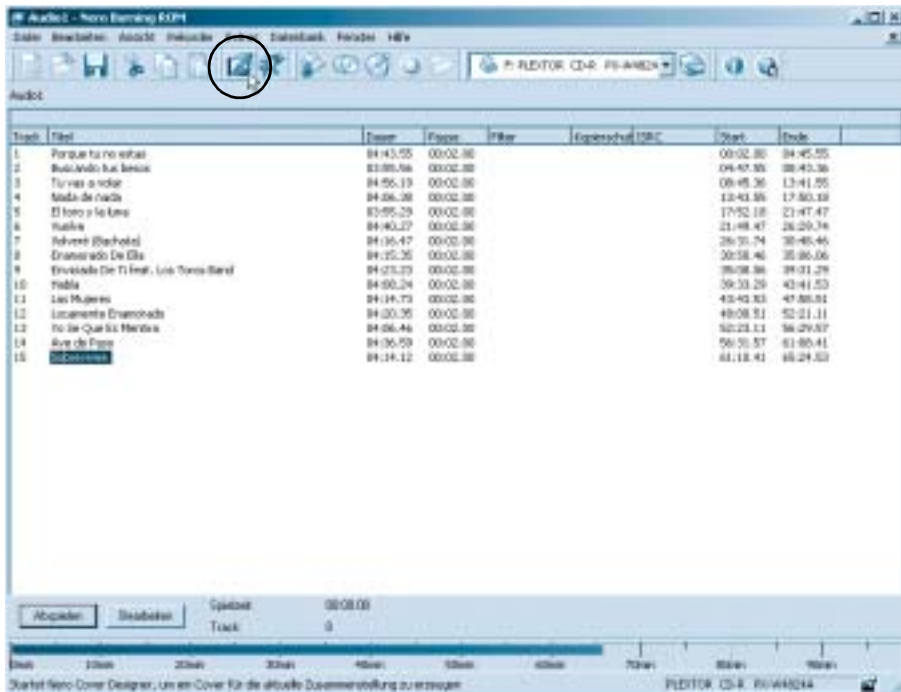 Audio1 - Nero Burning ROM
Datei Bearbeiten Ansicht Rekorder Datenbank Fenster Hilfe
PLEXTOR CD-R PX-W4824
Audio1
Track Titel Dauer Pause Filter Kopierschut ISRC Start Ende
1 Porque tu no estas 04:43.55 00:02.00 00:02.00 04:45.55
2 Buscando tus besos 03:55.56 00:02.00 04:47.55 08:43.36
3 Tu vas a volar 04:56.19 00:02.00 08:45.36 13:41.55
4 Nada de nada 04:06.38 00:02.00 13:43.55 17:50.18
5 El toro y la luna 03:55.29 00:02.00 17:52.18 21:47.47
6 Vuelve 04:40.27 00:02.00 21:49.47 26:29.74
7 Volveré (Bachata) 04:16.47 00:02.00 26:31.74 30:48.46
8 Enamorado De Ella 04:15.35 00:02.00 30:50.46 35:06.06
9 Enviciado De Ti feat. Los Toros Band 04:23.23 00:02.00 35:08.06 39:31.29
10 04:08.24 00:02.00 39:33.29 43:41.53
11 Las Mujeres 04:14.73 00:02.00 43:43.53 47:58.51
12 Locamente Enamorado 04:20.35 00:02.00 48:00.51 52:21.11
13 Yo Se Que Es Mentira 04:06.46 00:02.00 52:23.11 56:29.57
14 Ave de Paso 04:36.59 00:02.00 56:31.57 61:08.41
15 04:14.12 00:02.00 61:10.41 65:24.53
Abspielen Bearbeiten Spielzeit 00:00.00
Track: 0
0min 10min 20min 30min 40min 50min 60min 70min 80min 90min
Startet Nero Cover Designer, um ein Cover für die aktuelle Zusammenstellung zu erzeugen PLEXTOR CD-R PX-W4824A